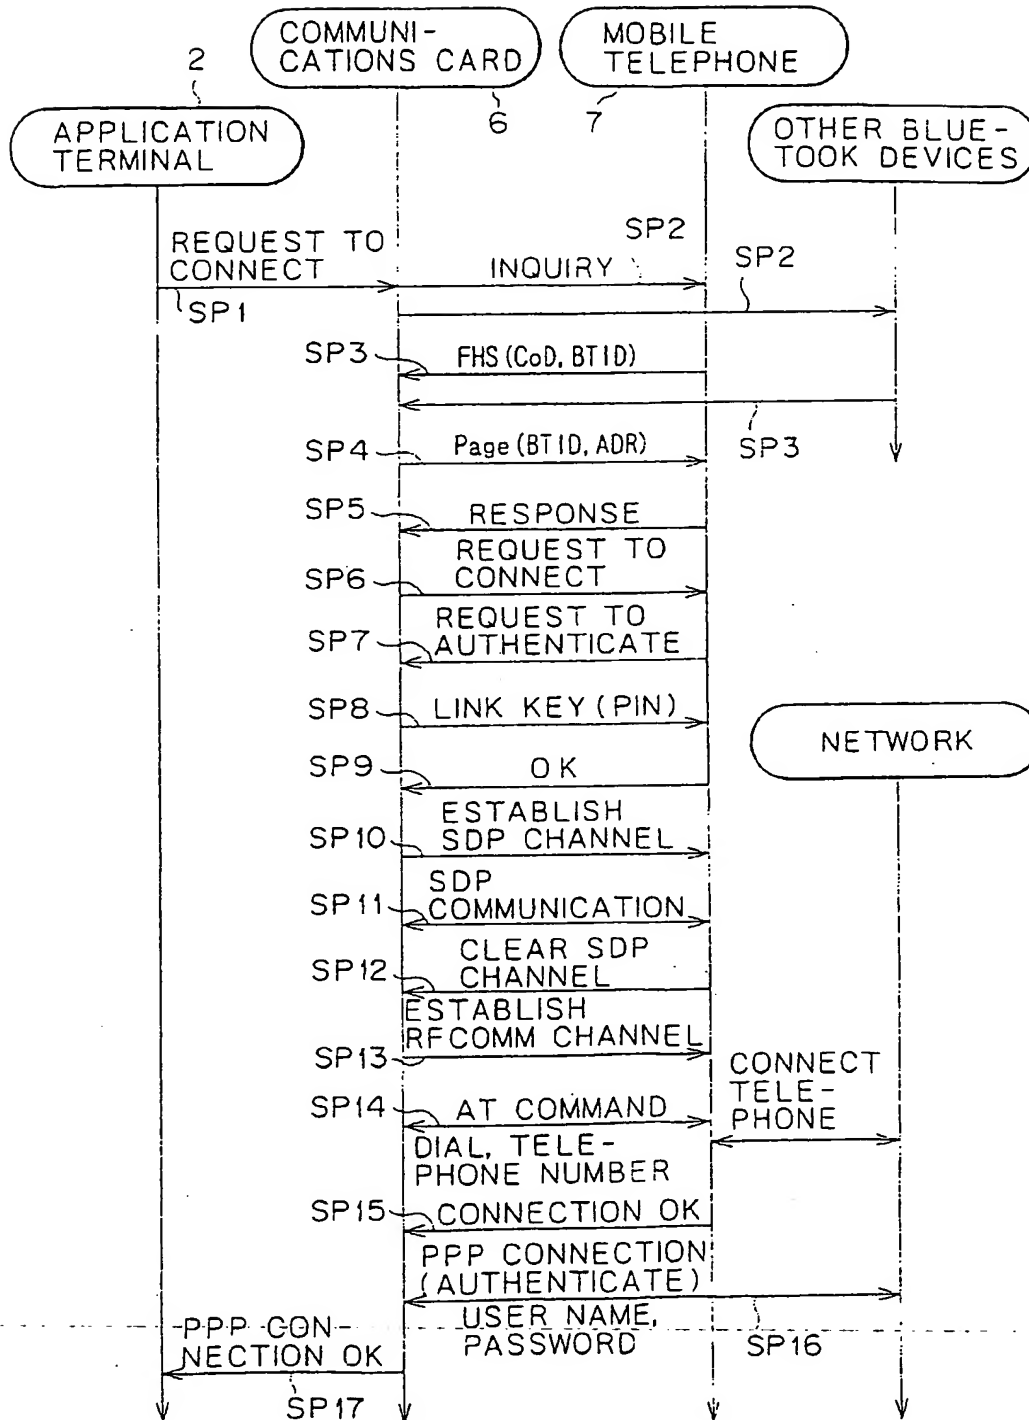 COMMUNI-
CATIONS CARD
MOBILE
TELEPHONE
2
6
7
APPLICATION
TERMINAL
OTHER BLUE-
TOOK DEVICES
REQUEST TO
CONNECT
SP1
INQUIRY
SP2
SP2
SP3
FHS (CoD, BTID)
SP3
SP4
Page (BTID, ADR)
SP5
RESPONSE
REQUEST TO
CONNECT
SP6
REQUEST TO
AUTHENTICATE
SP7
SP8
LINK KEY (PIN)
NETWORK
SP9
OK
ESTABLISH
SDP CHANNEL
SP10
SDP
COMMUNICATION
SP11
CLEAR SDP
CHANNEL
SP12
ESTABLISH
RFCOMM CHANNEL
SP13
CONNECT
TELE-
PHONE
SP14
AT COMMAND
DIAL, TELE-
PHONE NUMBER
SP15
CONNECTION OK
PPP CONNECTION
(AUTHENTICATE)
USER NAME,
PASSWORD
SP16
PPP CON-
NECTION OK
SP17